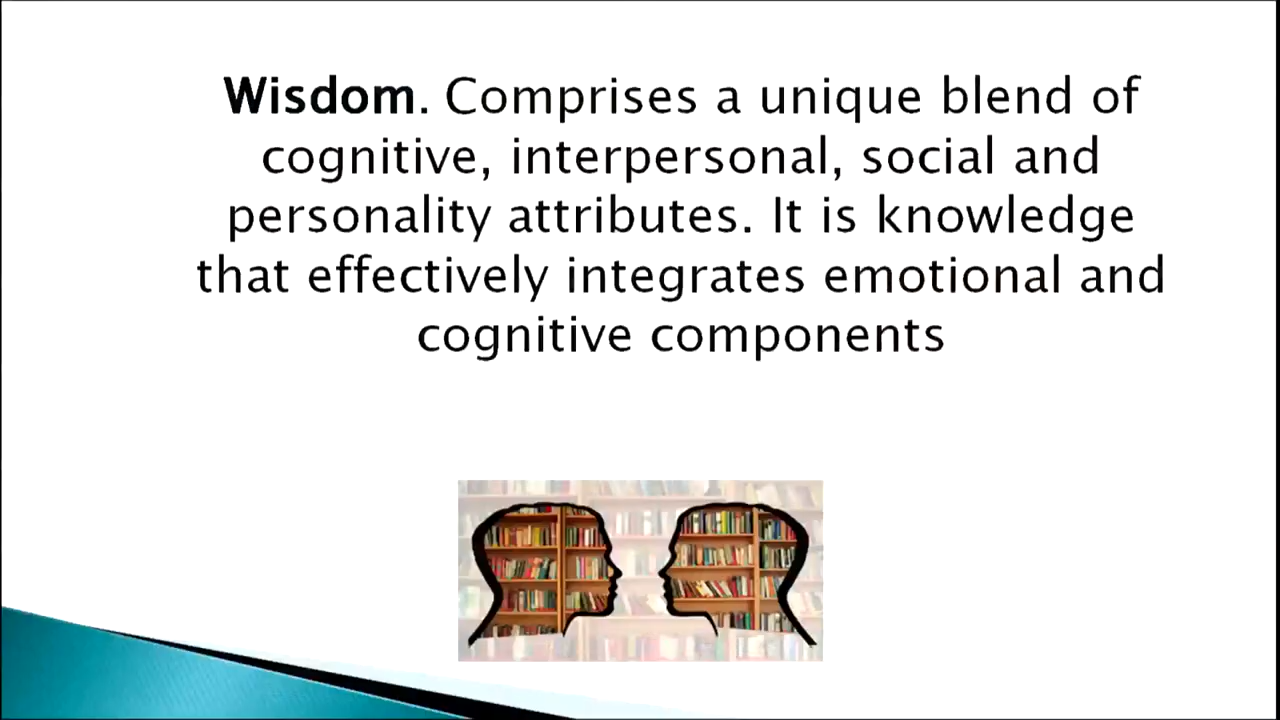 Wisdom. Comprises a unique blend of
cognitive, interpersonal, social and
personality attributes. It is knowledge
that effectively integrates emotional and
cognitive components